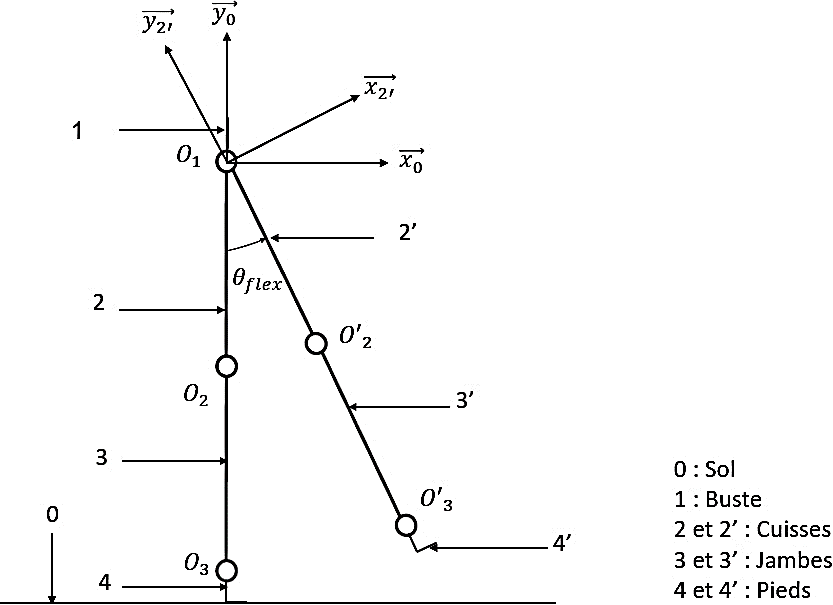 y₂′
y₀
x₂′
1
O₁
x₀
2′
θ_flex
2
O′₂
O₂
3′
3
O′₃
0
O₃
4
4′
0 : Sol
1 : Buste
2 et 2′ : Cuisses
3 et 3′ : Jambes
4 et 4′ : Pieds